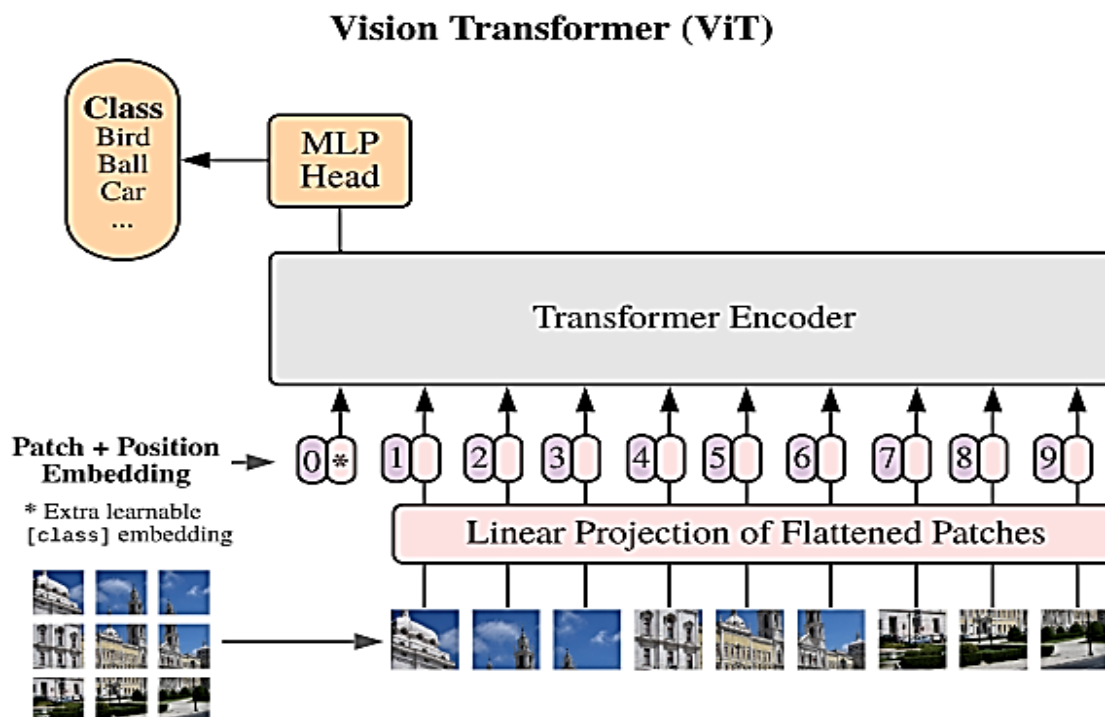 Vision Transformer (ViT)
Class
Bird
Ball
Car
...
MLP
Head
Transformer Encoder
Patch + Position
Embedding
0 * 1 2 3 4 5 6 7 8 9
* Extra learnable
[class] embedding
Linear Projection of Flattened Patches